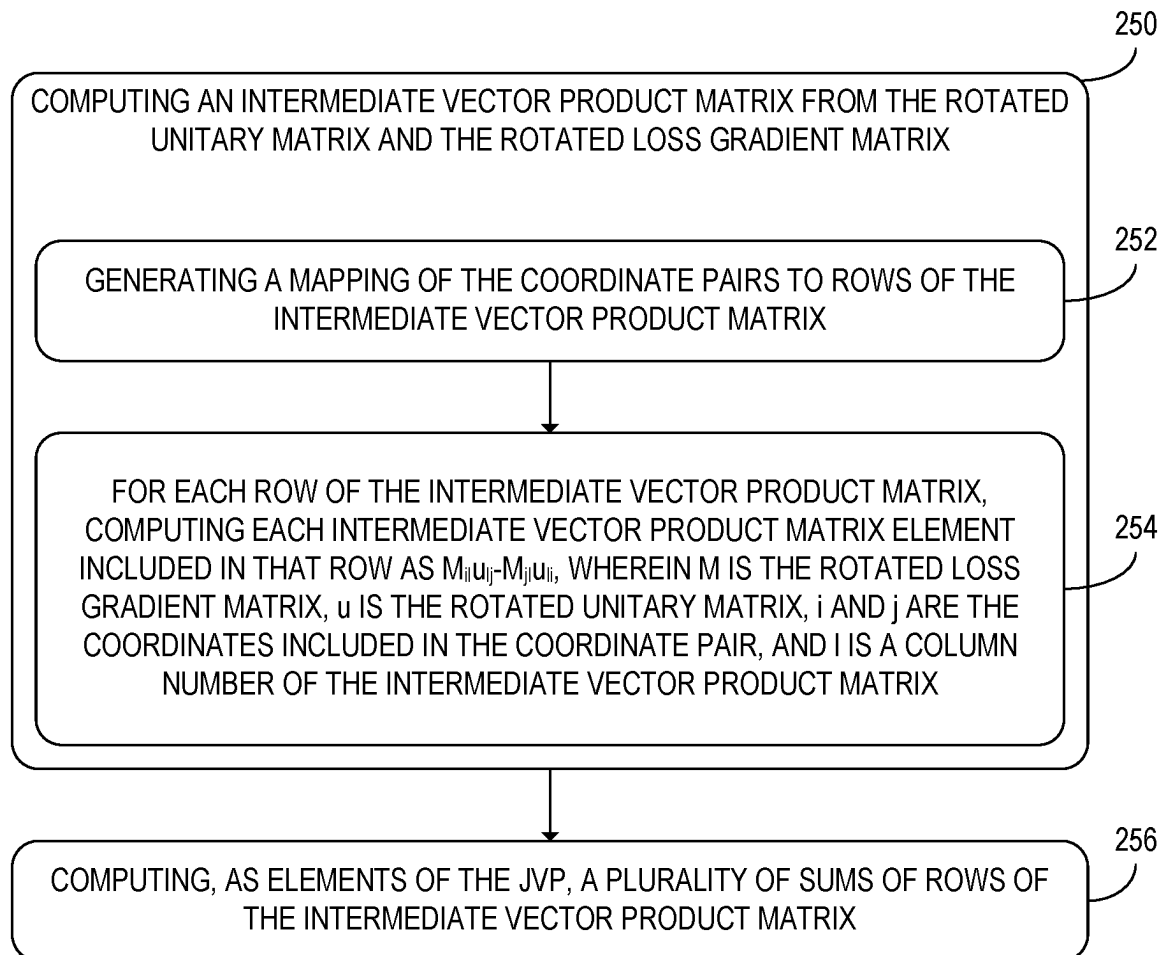 250
COMPUTING AN INTERMEDIATE VECTOR PRODUCT MATRIX FROM THE ROTATED
UNITARY MATRIX AND THE ROTATED LOSS GRADIENT MATRIX
252
GENERATING A MAPPING OF THE COORDINATE PAIRS TO ROWS OF THE
INTERMEDIATE VECTOR PRODUCT MATRIX
FOR EACH ROW OF THE INTERMEDIATE VECTOR PRODUCT MATRIX,
COMPUTING EACH INTERMEDIATE VECTOR PRODUCT MATRIX ELEMENT
254
INCLUDED IN THAT ROW AS Mᵢₗuₗⱼ-Mⱼₗuₗᵢ, WHEREIN M IS THE ROTATED LOSS
GRADIENT MATRIX, u IS THE ROTATED UNITARY MATRIX, i AND j ARE THE
COORDINATES INCLUDED IN THE COORDINATE PAIR, AND l IS A COLUMN
NUMBER OF THE INTERMEDIATE VECTOR PRODUCT MATRIX
256
COMPUTING, AS ELEMENTS OF THE JVP, A PLURALITY OF SUMS OF ROWS OF
THE INTERMEDIATE VECTOR PRODUCT MATRIX